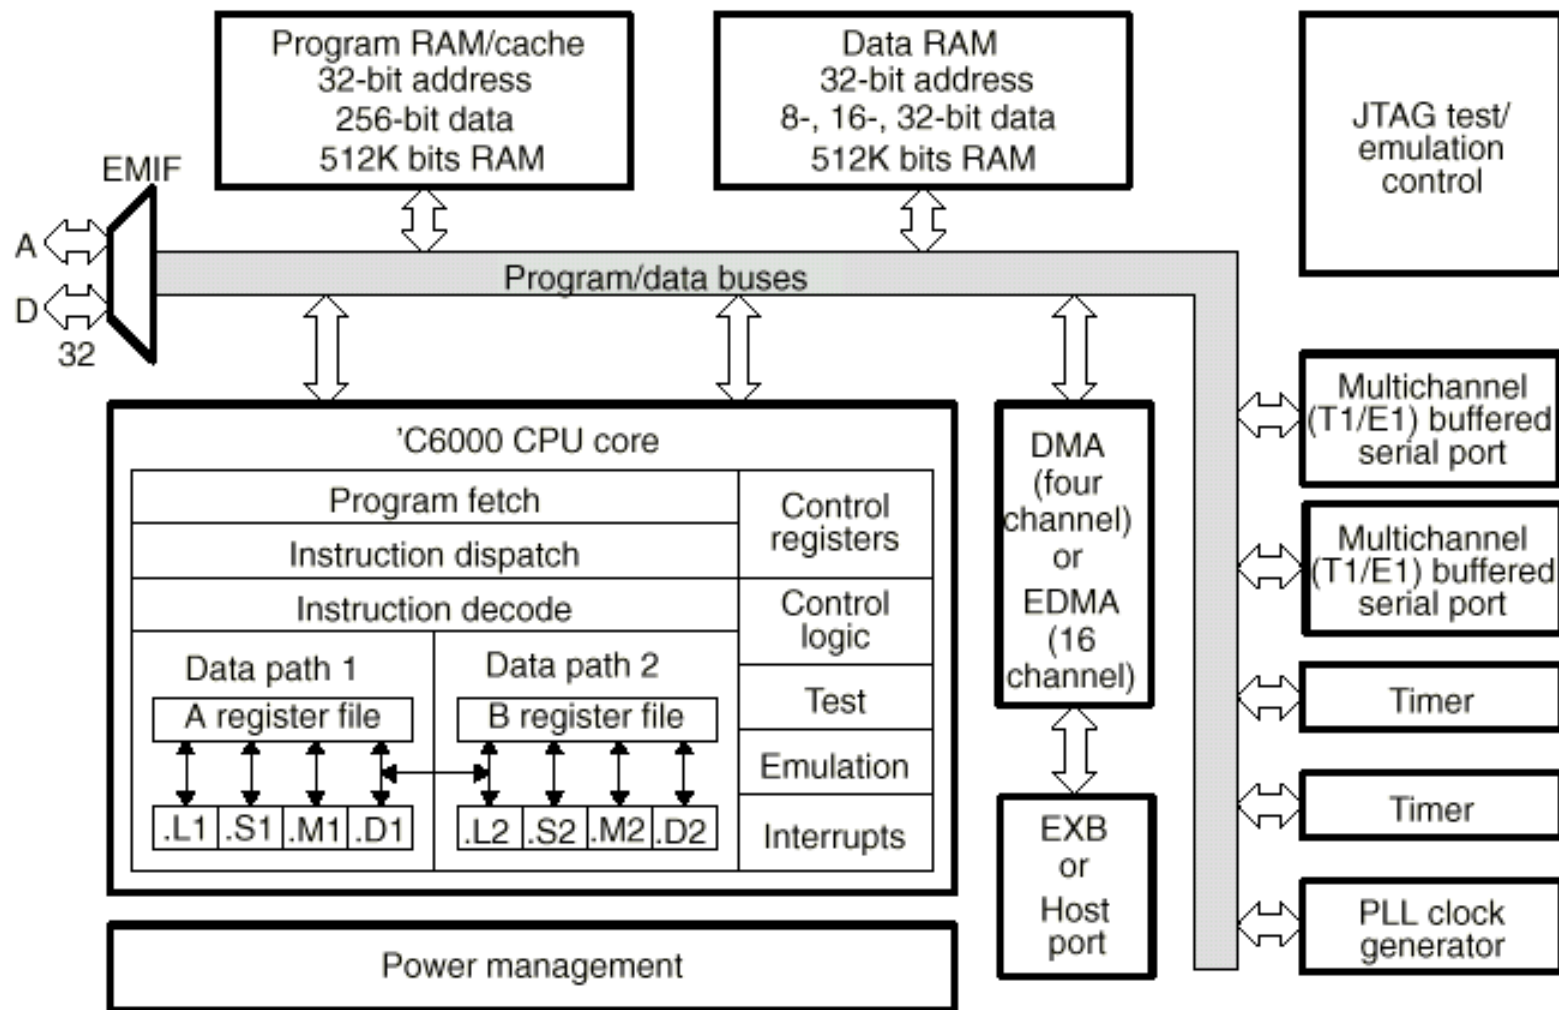 Program RAM/cache
32-bit address
256-bit data
512K bits RAM
Data RAM
32-bit address
8-, 16-, 32-bit data
512K bits RAM
JTAG test/
emulation
control
EMIF
A
D
32
Program/data buses
'C6000 CPU core
Program fetch
Instruction dispatch
Instruction decode
Data path 1
A register file
.L1 .S1 .M1 .D1
Data path 2
B register file
.L2 .S2 .M2 .D2
Control
registers
Control
logic
Test
Emulation
Interrupts
Power management
DMA
(four
channel)
or
EDMA
(16
channel)
EXB
or
Host
port
Multichannel
(T1/E1) buffered
serial port
Multichannel
(T1/E1) buffered
serial port
Timer
Timer
PLL clock
generator